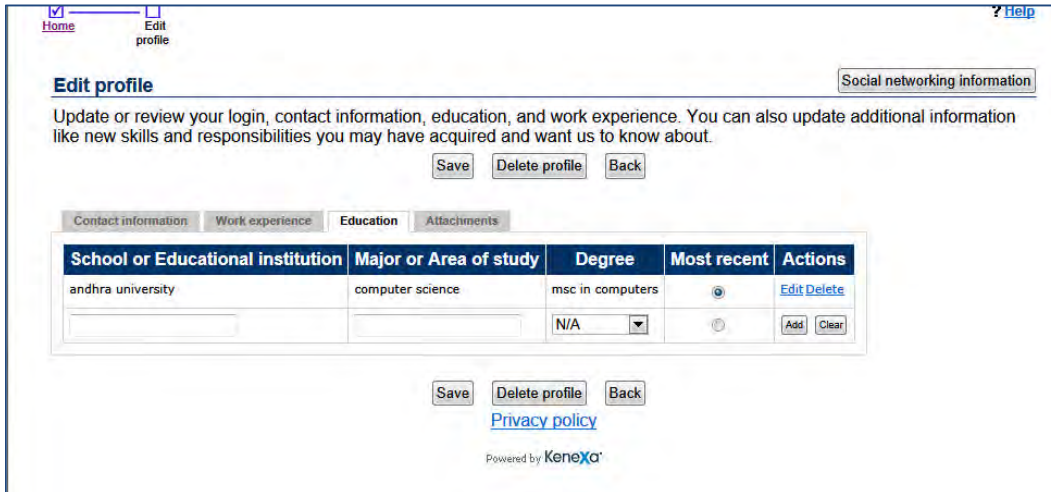 ? Help
Home
Edit
profile
Edit profile
Social networking information
Update or review your login, contact information, education, and work experience. You can also update additional information
like new skills and responsibilities you may have acquired and want us to know about.
Save Delete profile Back
Contact information Work experience Education Attachments
School or Educational institution Major or Area of study Degree Most recent Actions
andhra university computer science msc in computers Edit Delete
N/A Add Clear
Save Delete profile Back
Privacy policy
Powered by Kenexa